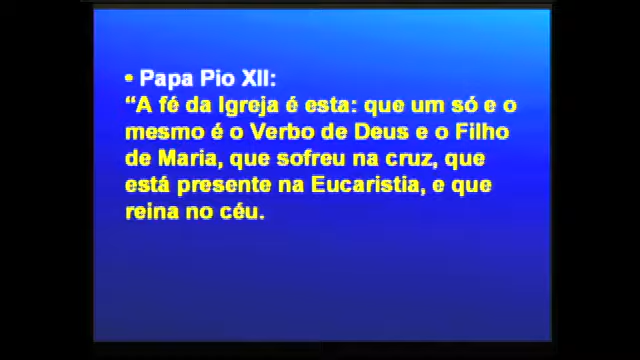 • Papa Pio XII:
“A fé da Igreja é esta: que um só e o
mesmo é o Verbo de Deus e o Filho
de Maria, que sofreu na cruz, que
está presente na Eucaristia, e que
reina no céu.